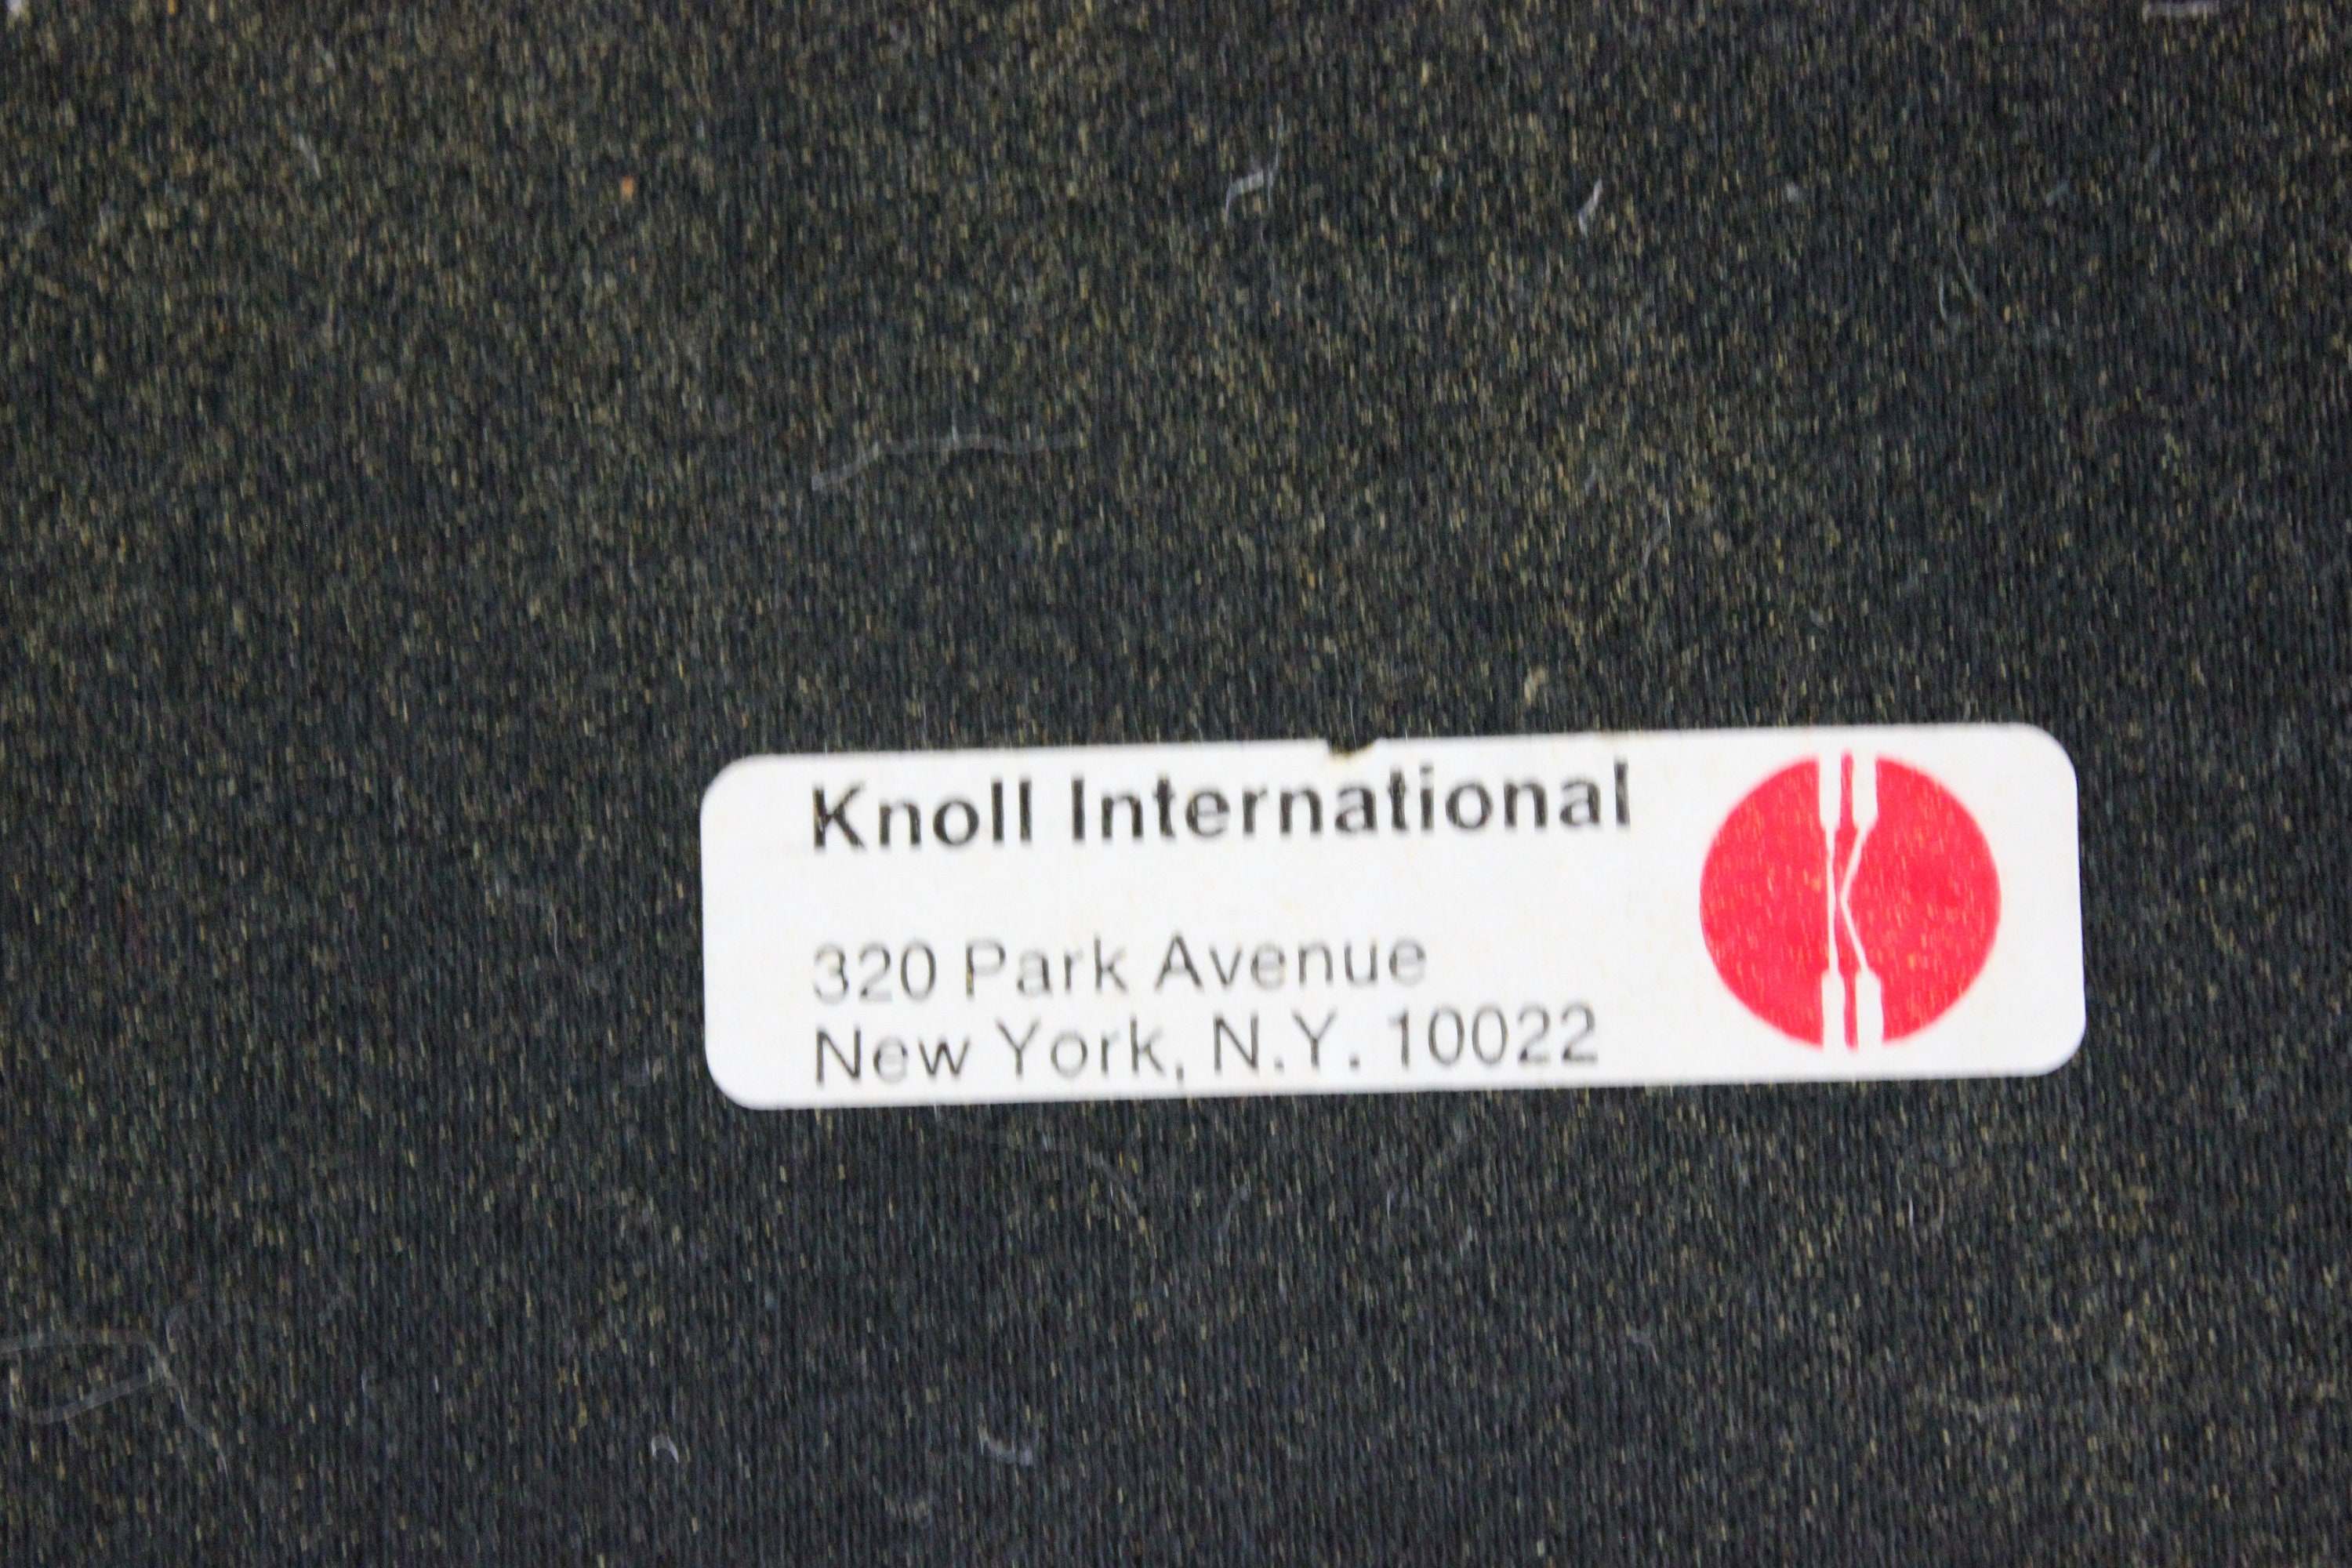 Knoll International
320 Park Avenue
New York, N.Y. 10022